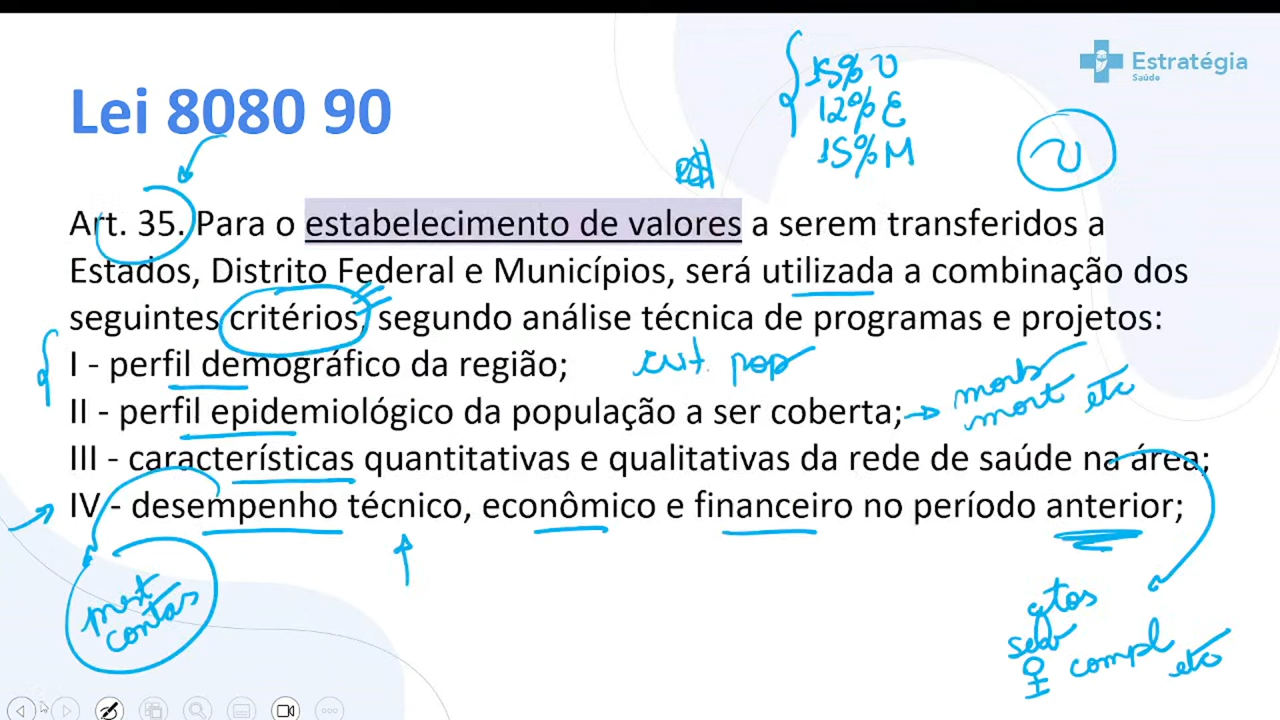 Estratégia
Saúde
15% U
12% E
15% M
U
Lei 8080 90
Art. 35. Para o estabelecimento de valores a serem transferidos a
Estados, Distrito Federal e Municípios, será utilizada a combinação dos
seguintes critérios, segundo análise técnica de programas e projetos:
I - perfil demográfico da região;
pop
II - perfil epidemiológico da população a ser coberta;
morb
mort etc
III - características quantitativas e qualitativas da rede de saúde na área;
IV - desempenho técnico, econômico e financeiro no período anterior;
prest
contas
compl etc